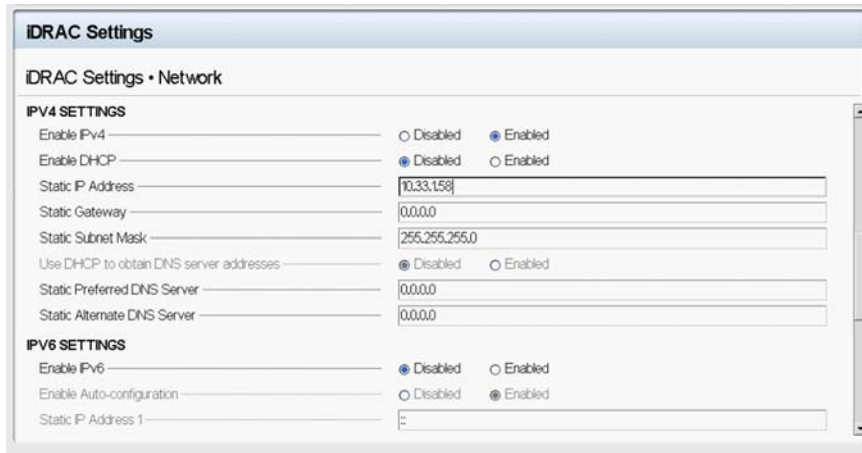 iDRAC Settings
iDRAC Settings • Network
IPV4 SETTINGS
Enable IPv4 Disabled Enabled
Enable DHCP Disabled Enabled
Static IP Address 10.33.1.58
Static Gateway 0.0.0.0
Static Subnet Mask 255.255.255.0
Use DHCP to obtain DNS server addresses Disabled Enabled
Static Preferred DNS Server 0.0.0.0
Static Alternate DNS Server 0.0.0.0
IPV6 SETTINGS
Enable IPv6 Disabled Enabled
Enable Auto-configuration Disabled Enabled
Static IP Address 1 ::